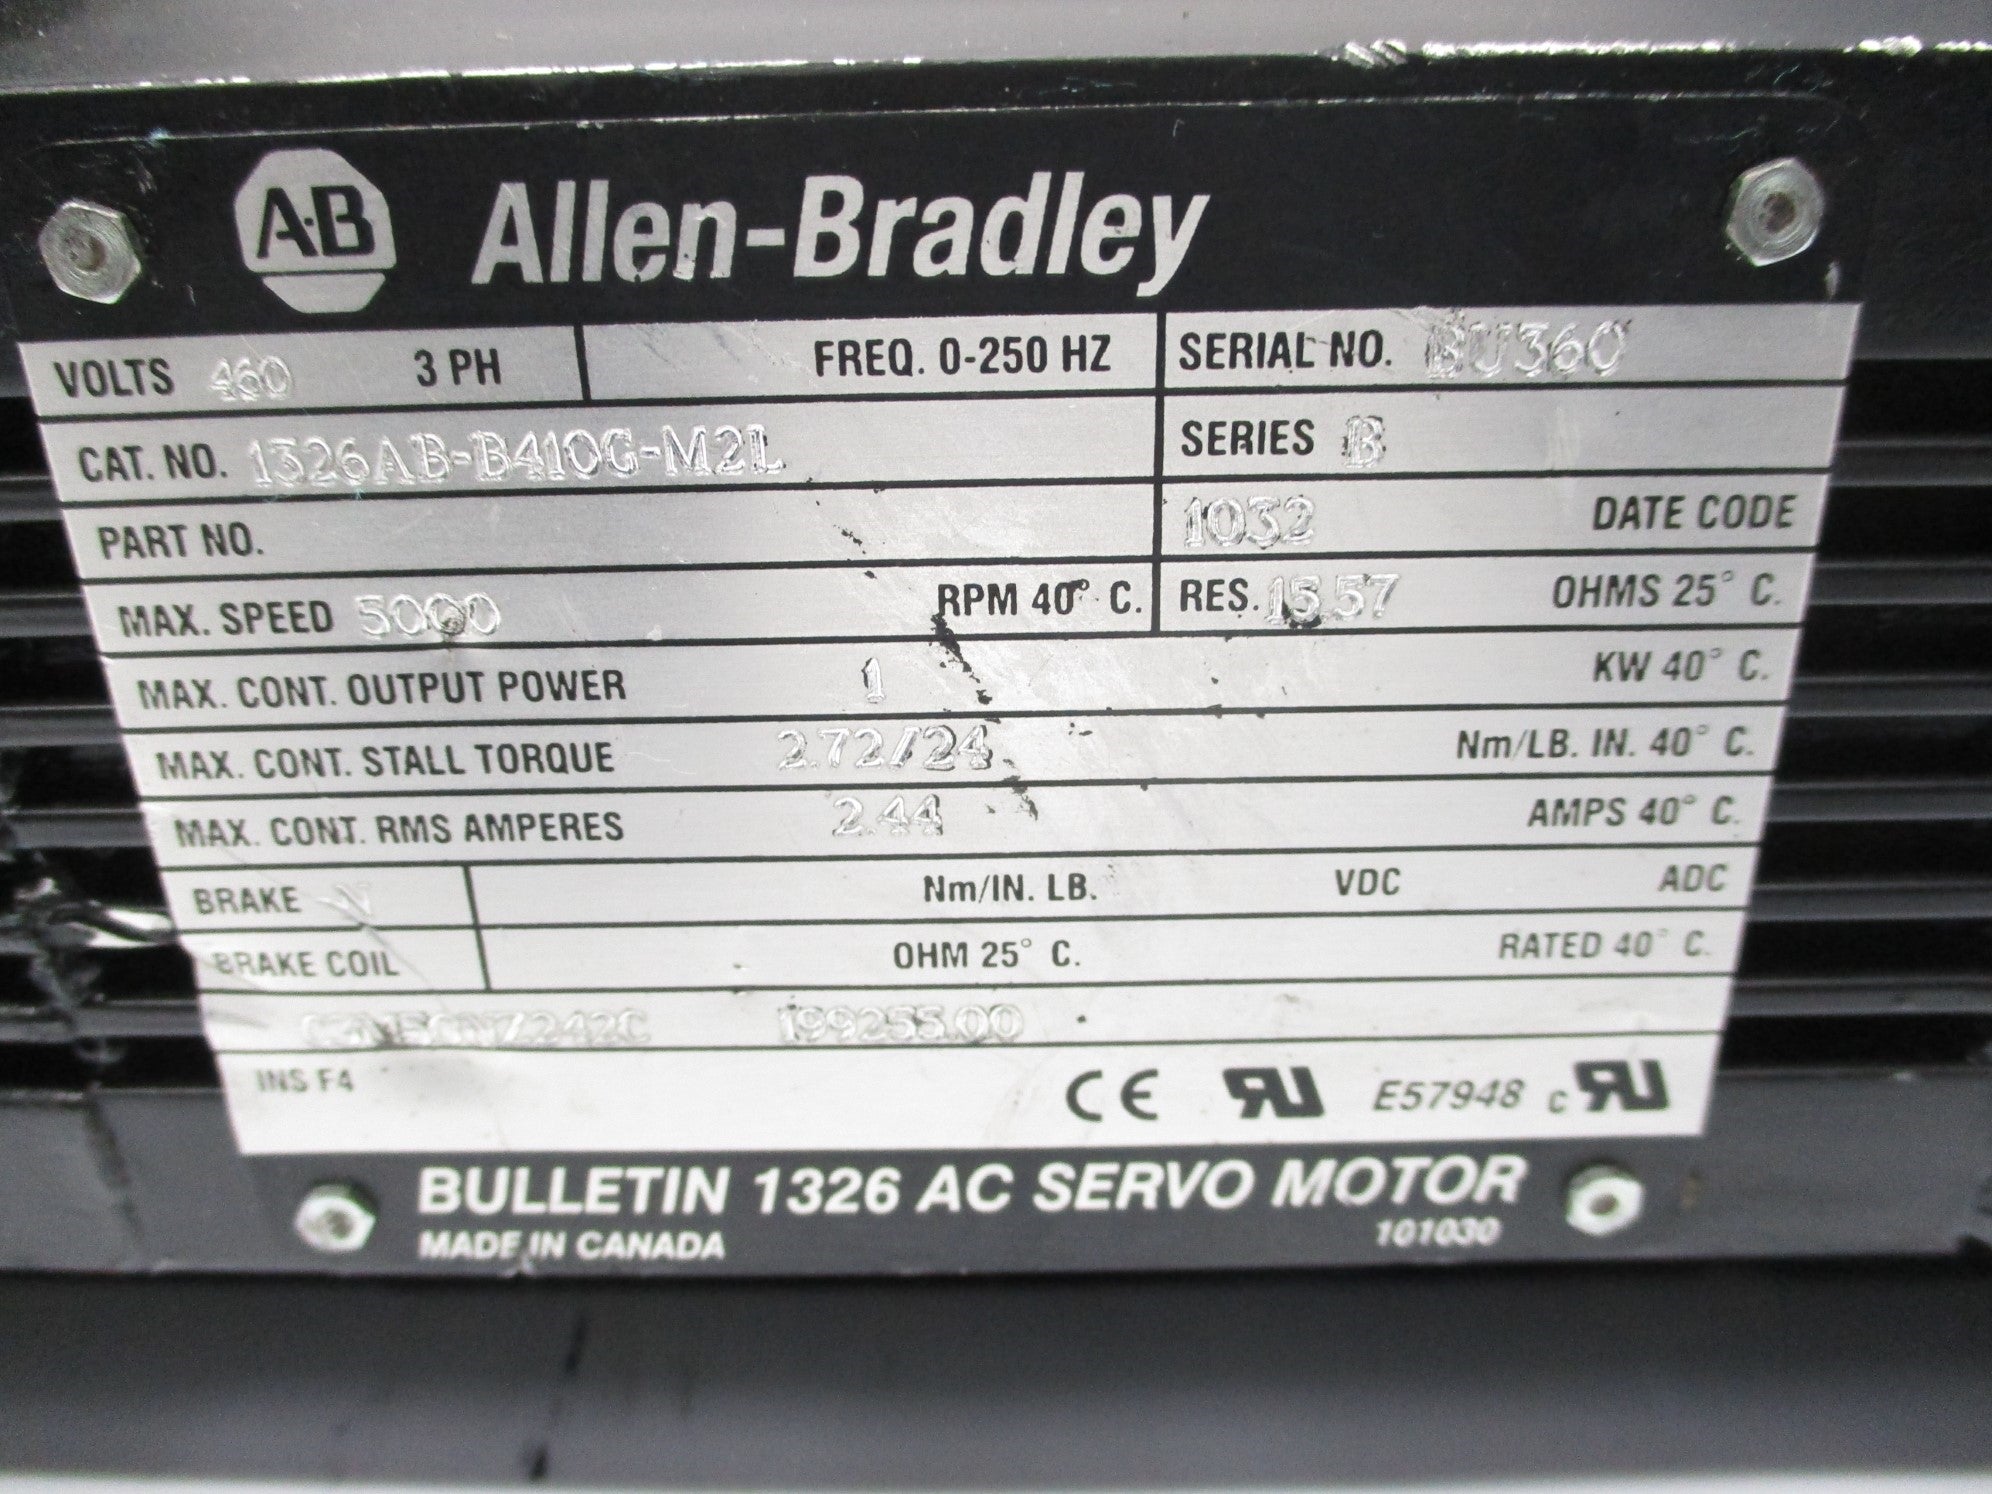 A·B Allen-Bradley
VOLTS 460 3 PH FREQ. 0-250 HZ SERIAL NO. BU360
CAT. NO. 1326AB-B410G-M2L SERIES B
PART NO. 1032 DATE CODE
MAX. SPEED 5000 RPM 40° C. RES. 15.57 OHMS 25° C.
MAX. CONT. OUTPUT POWER 1 KW 40° C.
MAX. CONT. STALL TORQUE 2.72/24 Nm/LB. IN. 40° C.
MAX. CONT. RMS AMPERES 2.44 AMPS 40° C.
BRAKE N Nm/IN. LB. VDC ADC
BRAKE COIL OHM 25° C. RATED 40° C.
199255.00
INS F4 CE RU E57948 c RU
BULLETIN 1326 AC SERVO MOTOR
MADE IN CANADA 101030